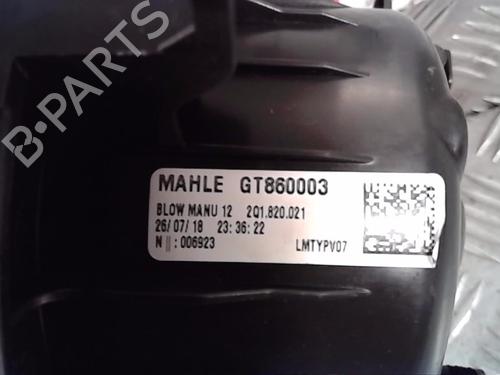 B-PARTS
MAHLE GT860003
BLOW MANU 12 2Q1.820.021
26/07/18 23:36:22
N :006923 LMTYPV07